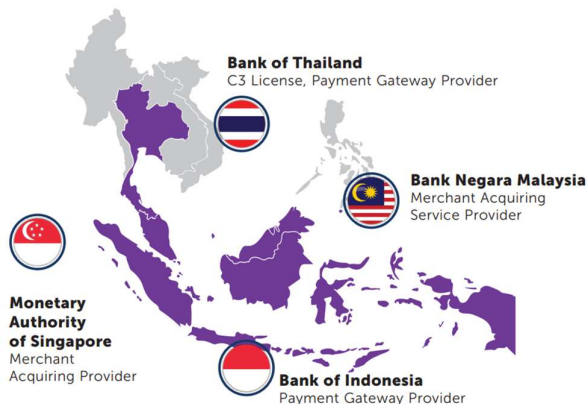 Bank of Thailand
C3 License, Payment Gateway Provider
Bank Negara Malaysia
Merchant Acquiring
Service Provider
Monetary
Authority
of Singapore
Merchant
Acquiring Provider
Bank of Indonesia
Payment Gateway Provider